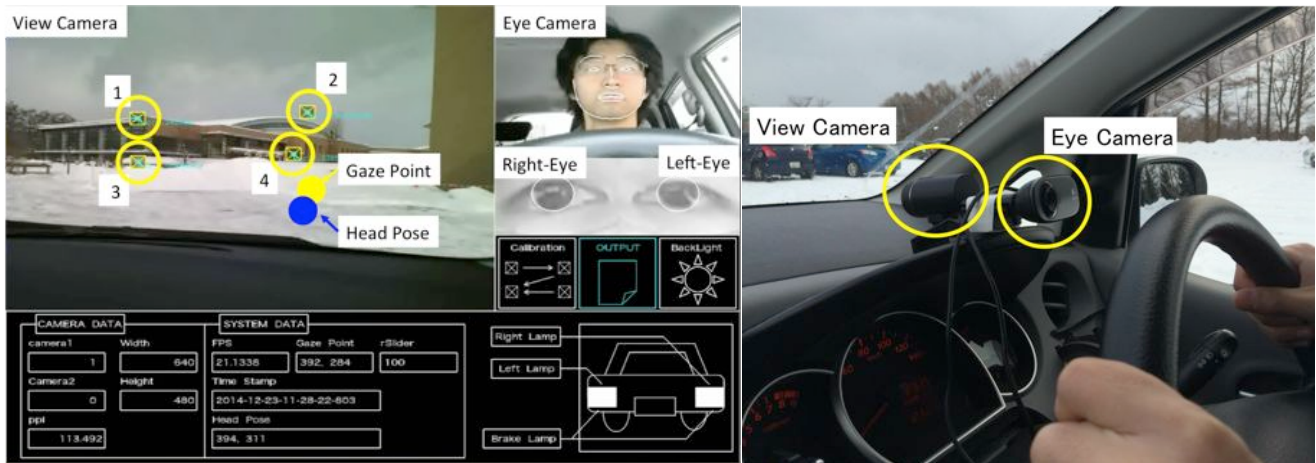 View Camera
1
2
3
4
Gaze Point
Head Pose
Eye Camera
Right-Eye
Left-Eye
Calibration
OUTPUT
BackLight
CAMERA DATA
camera1
Width
1
640
Camera2
Height
0
480
ppi
113.492
SYSTEM DATA
FPS
Gaze Point
rSlider
21.1338
392, 284
100
Time Stamp
2014-12-23-11-28-22-603
Head Pose
394, 311
Right Lamp
Left Lamp
Brake Lamp
View Camera
Eye Camera